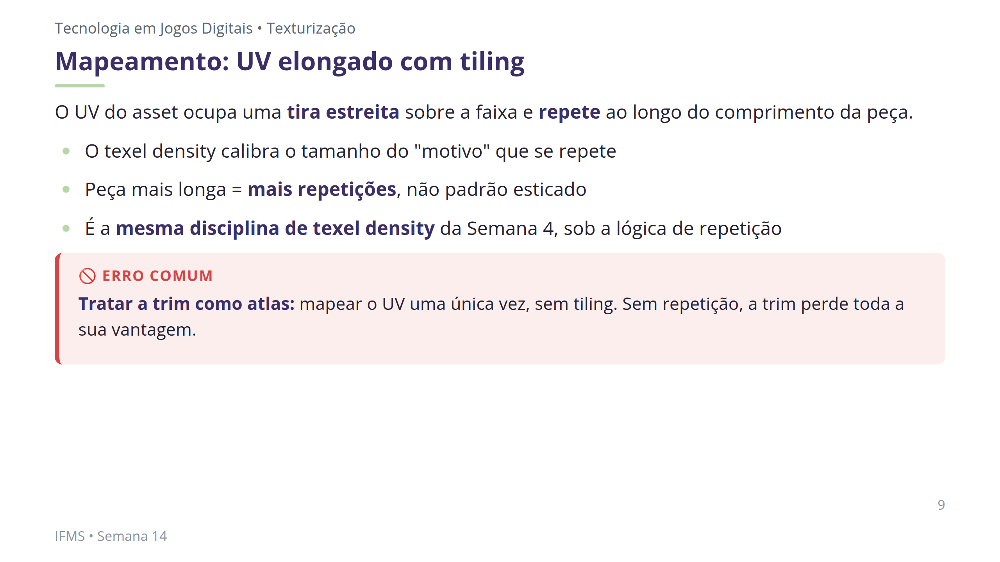 Tecnologia em Jogos Digitais • Texturização
Mapeamento: UV elongado com tiling
O UV do asset ocupa uma tira estreita sobre a faixa e repete ao longo do comprimento da peça.
• O texel density calibra o tamanho do "motivo" que se repete
• Peça mais longa = mais repetições, não padrão esticado
• É a mesma disciplina de texel density da Semana 4, sob a lógica de repetição
🚫 ERRO COMUM
Tratar a trim como atlas: mapear o UV uma única vez, sem tiling. Sem repetição, a trim perde toda a
sua vantagem.
9
IFMS • Semana 14